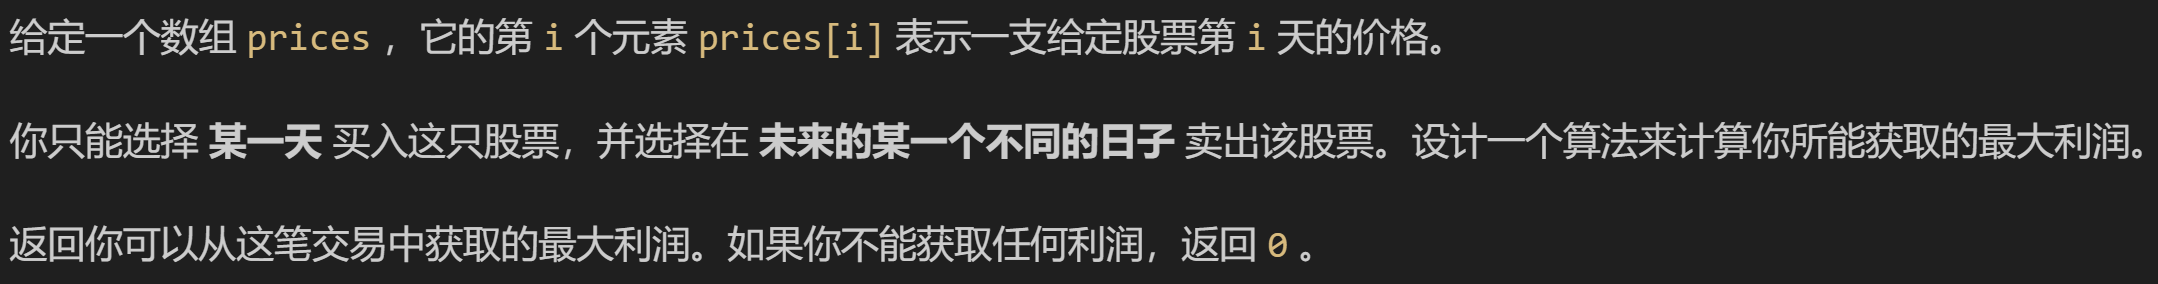 给定一个数组 prices ，它的第 i 个元素 prices[i] 表示一支给定股票第 i 天的价格。
你只能选择 某一天 买入这只股票，并选择在 未来的某一个不同的日子 卖出该股票。设计一个算法来计算你所能获取的最大利润。
返回你可以从这笔交易中获取的最大利润。如果你不能获取任何利润，返回 0 。